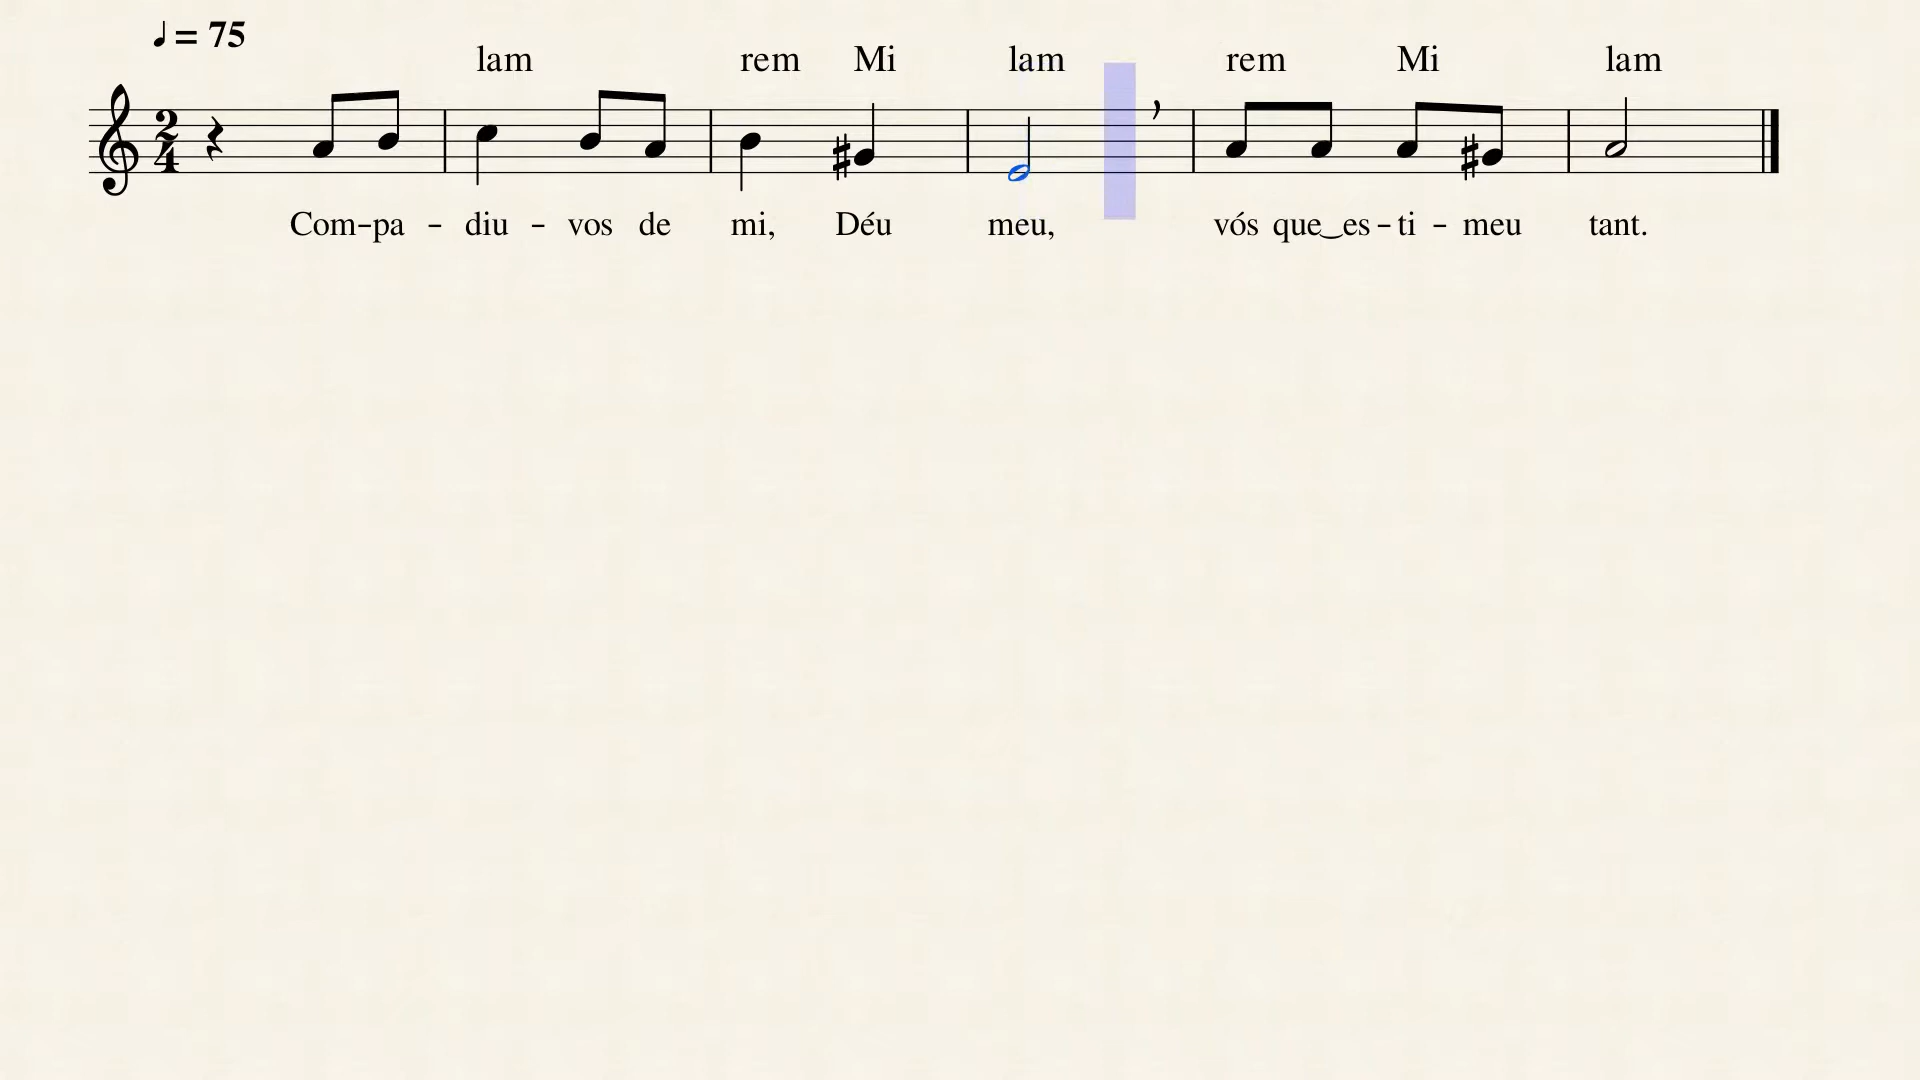 ♩ = 75
lam rem Mi lam rem Mi lam
2
4
Com-pa - diu - vos de mi, Déu meu, vós que‿es-ti - meu tant.